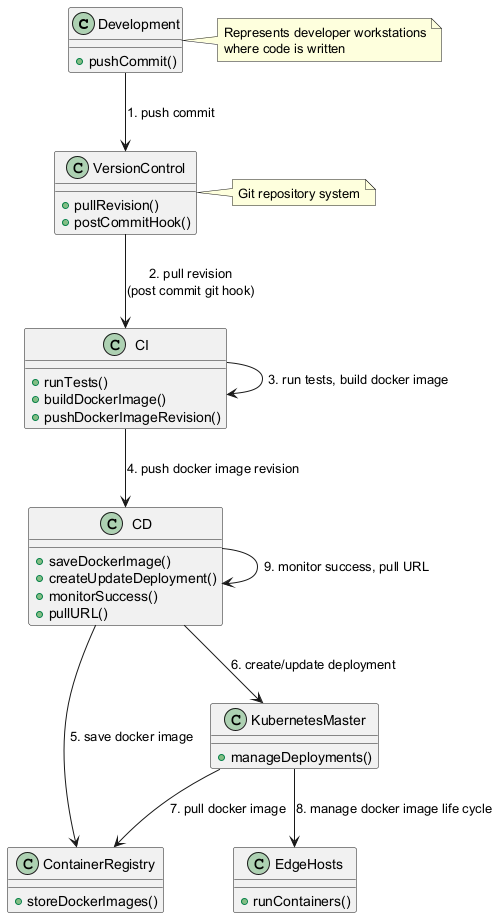 C Development
pushCommit()
Represents developer workstations
where code is written
1. push commit
C VersionControl
pullRevision()
postCommitHook()
Git repository system
2. pull revision
(post commit git hook)
C CI
runTests()
buildDockerImage()
pushDockerImageRevision()
3. run tests, build docker image
4. push docker image revision
C CD
saveDockerImage()
createUpdateDeployment()
monitorSuccess()
pullURL()
9. monitor success, pull URL
6. create/update deployment
5. save docker image
C KubernetesMaster
manageDeployments()
7. pull docker image
8. manage docker image life cycle
C ContainerRegistry
storeDockerImages()
C EdgeHosts
runContainers()